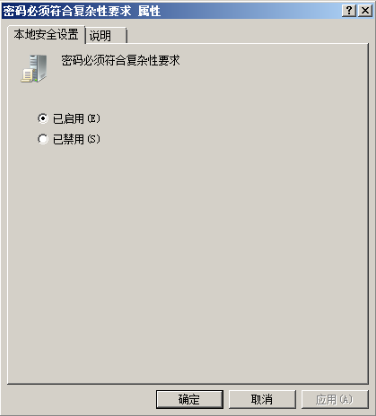 密码必须符合复杂性要求 属性
本地安全设置 说明
密码必须符合复杂性要求
已启用(E)
已禁用(S)
确定 取消 应用(A)